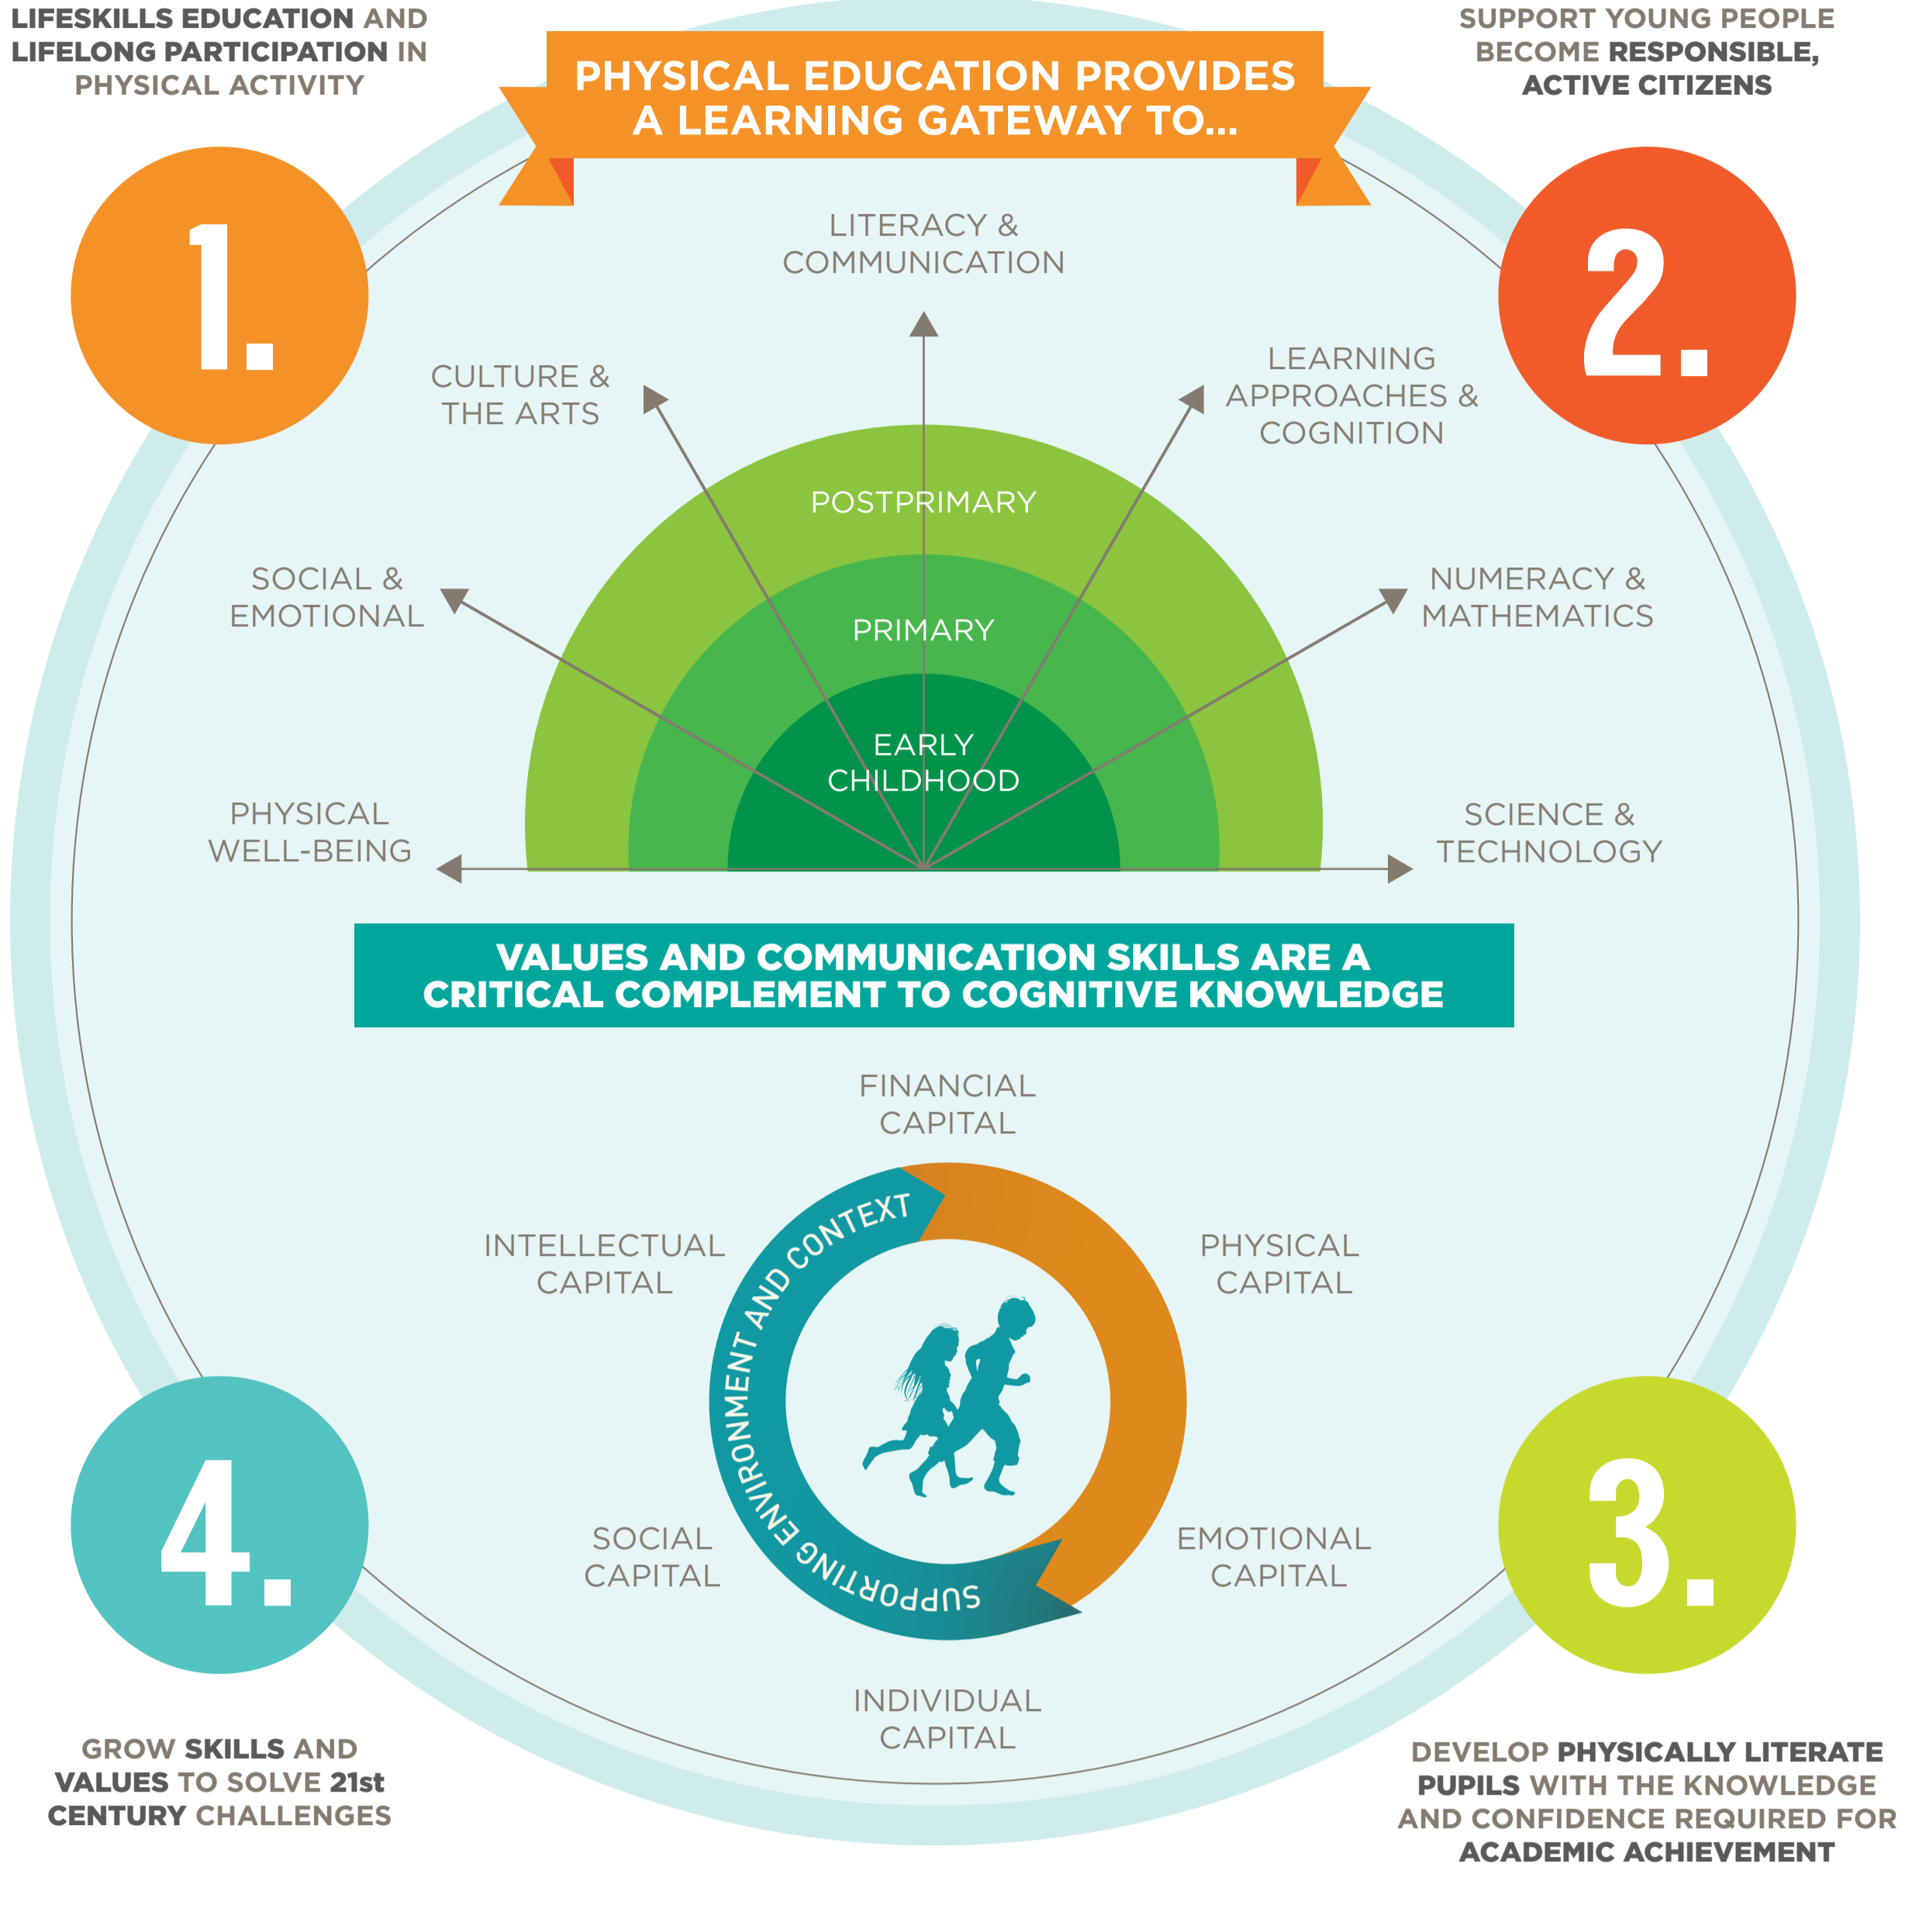 LIFESKILLS EDUCATION AND
LIFELONG PARTICIPATION IN
PHYSICAL ACTIVITY
PHYSICAL EDUCATION PROVIDES
A LEARNING GATEWAY TO...
SUPPORT YOUNG PEOPLE
BECOME RESPONSIBLE,
ACTIVE CITIZENS
1.
2.
LITERACY &
COMMUNICATION
CULTURE &
THE ARTS
LEARNING
APPROACHES &
COGNITION
SOCIAL &
EMOTIONAL
NUMERACY &
MATHEMATICS
PHYSICAL
WELL-BEING
SCIENCE &
TECHNOLOGY
POSTPRIMARY
PRIMARY
EARLY
CHILDHOOD
VALUES AND COMMUNICATION SKILLS ARE A
CRITICAL COMPLEMENT TO COGNITIVE KNOWLEDGE
FINANCIAL
CAPITAL
INTELLECTUAL
CAPITAL
PHYSICAL
CAPITAL
SUPPORTING ENVIRONMENT AND CONTEXT
SOCIAL
CAPITAL
EMOTIONAL
CAPITAL
INDIVIDUAL
CAPITAL
4.
3.
GROW SKILLS AND
VALUES TO SOLVE 21st
CENTURY CHALLENGES
DEVELOP PHYSICALLY LITERATE
PUPILS WITH THE KNOWLEDGE
AND CONFIDENCE REQUIRED FOR
ACADEMIC ACHIEVEMENT